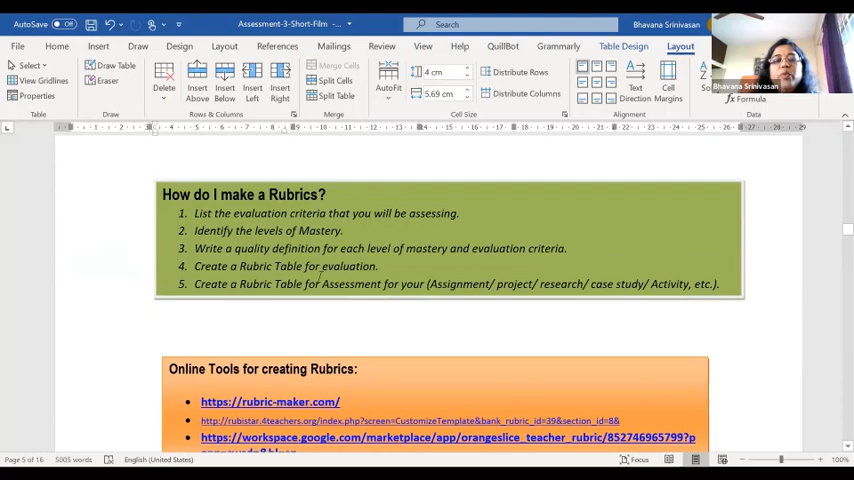 AutoSave Off Assessment-3-Short-Film -... Search Bhavana Srinivasan
File Home Insert Draw Design Layout References Mailings Review View Help QuillBot Grammarly Table Design Layout
Select Draw Table Merge Cells 4 cm Distribute Rows
View Gridlines Eraser Delete Insert Above Insert Below Insert Left Insert Right Split Cells AutoFit 5.69 cm Distribute Columns Text Direction Cell Margins
Properties Split Table Formula
Bhavana Srinivasan
Table Draw Rows & Columns Merge Cell Size Alignment Data
How do I make a Rubrics?
1. List the evaluation criteria that you will be assessing.
2. Identify the levels of Mastery.
3. Write a quality definition for each level of mastery and evaluation criteria.
4. Create a Rubric Table for evaluation.
5. Create a Rubric Table for Assessment for your (Assignment/ project/ research/ case study/ Activity, etc.).
Online Tools for creating Rubrics:
• https://rubric-maker.com/
• http://rubistar.4teachers.org/index.php?screen=CustomizeTemplate&bank_rubric_id=39&section_id=8&
• https://workspace.google.com/marketplace/app/orangeslice_teacher_rubric/852746965799?p
Page 5 of 16 5055 words English (United States) Focus 100%